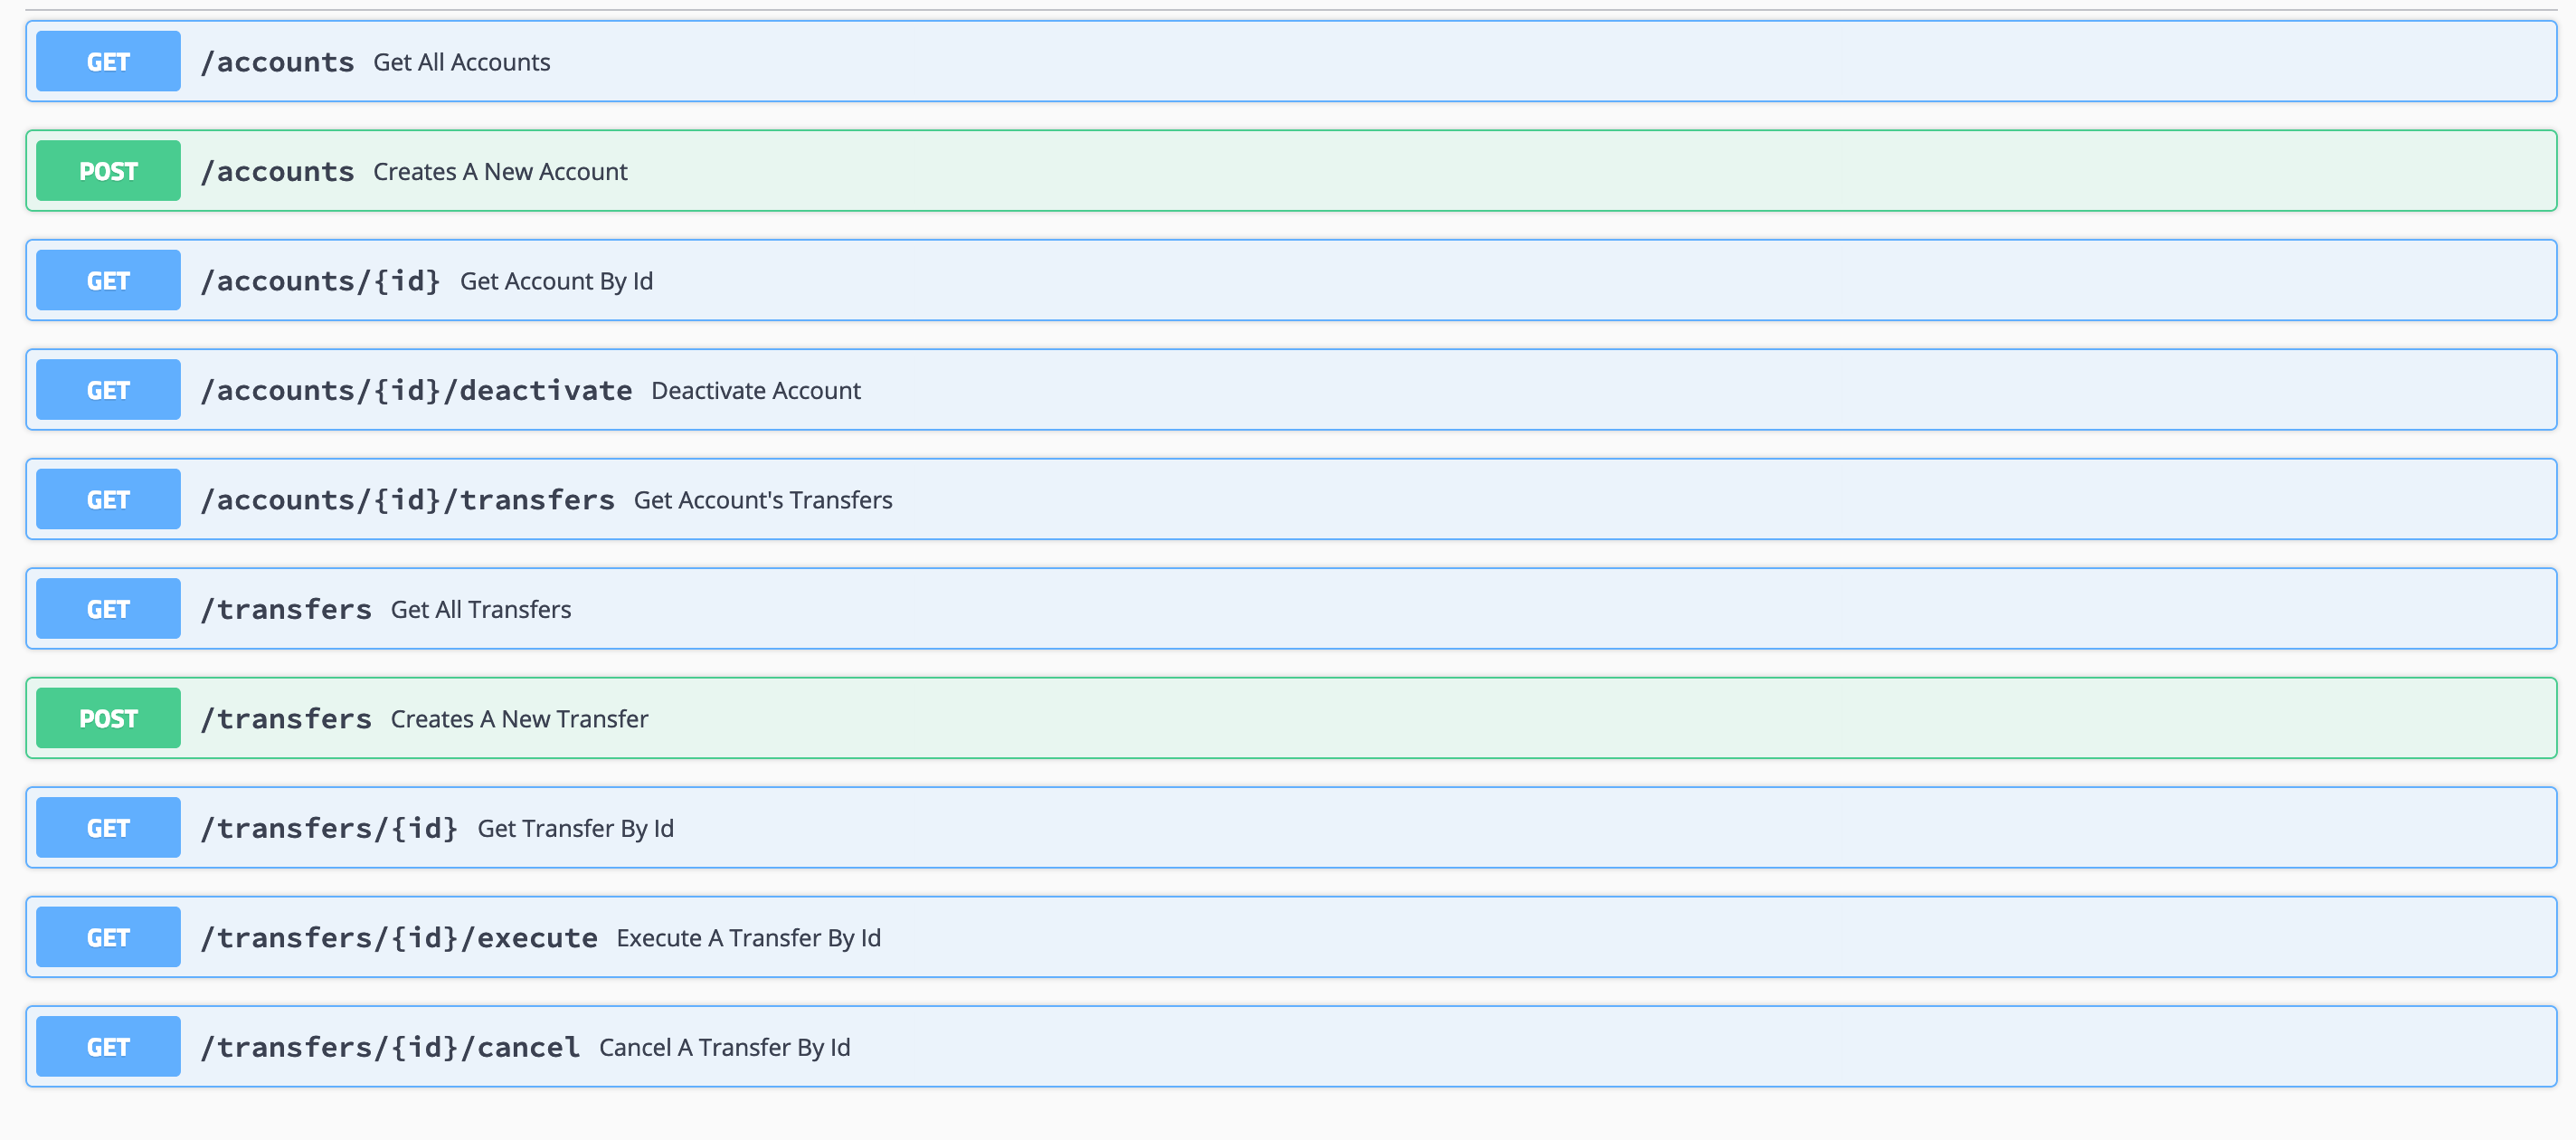 GET /accounts Get All Accounts
POST /accounts Creates A New Account
GET /accounts/{id} Get Account By Id
GET /accounts/{id}/deactivate Deactivate Account
GET /accounts/{id}/transfers Get Account's Transfers
GET /transfers Get All Transfers
POST /transfers Creates A New Transfer
GET /transfers/{id} Get Transfer By Id
GET /transfers/{id}/execute Execute A Transfer By Id
GET /transfers/{id}/cancel Cancel A Transfer By Id